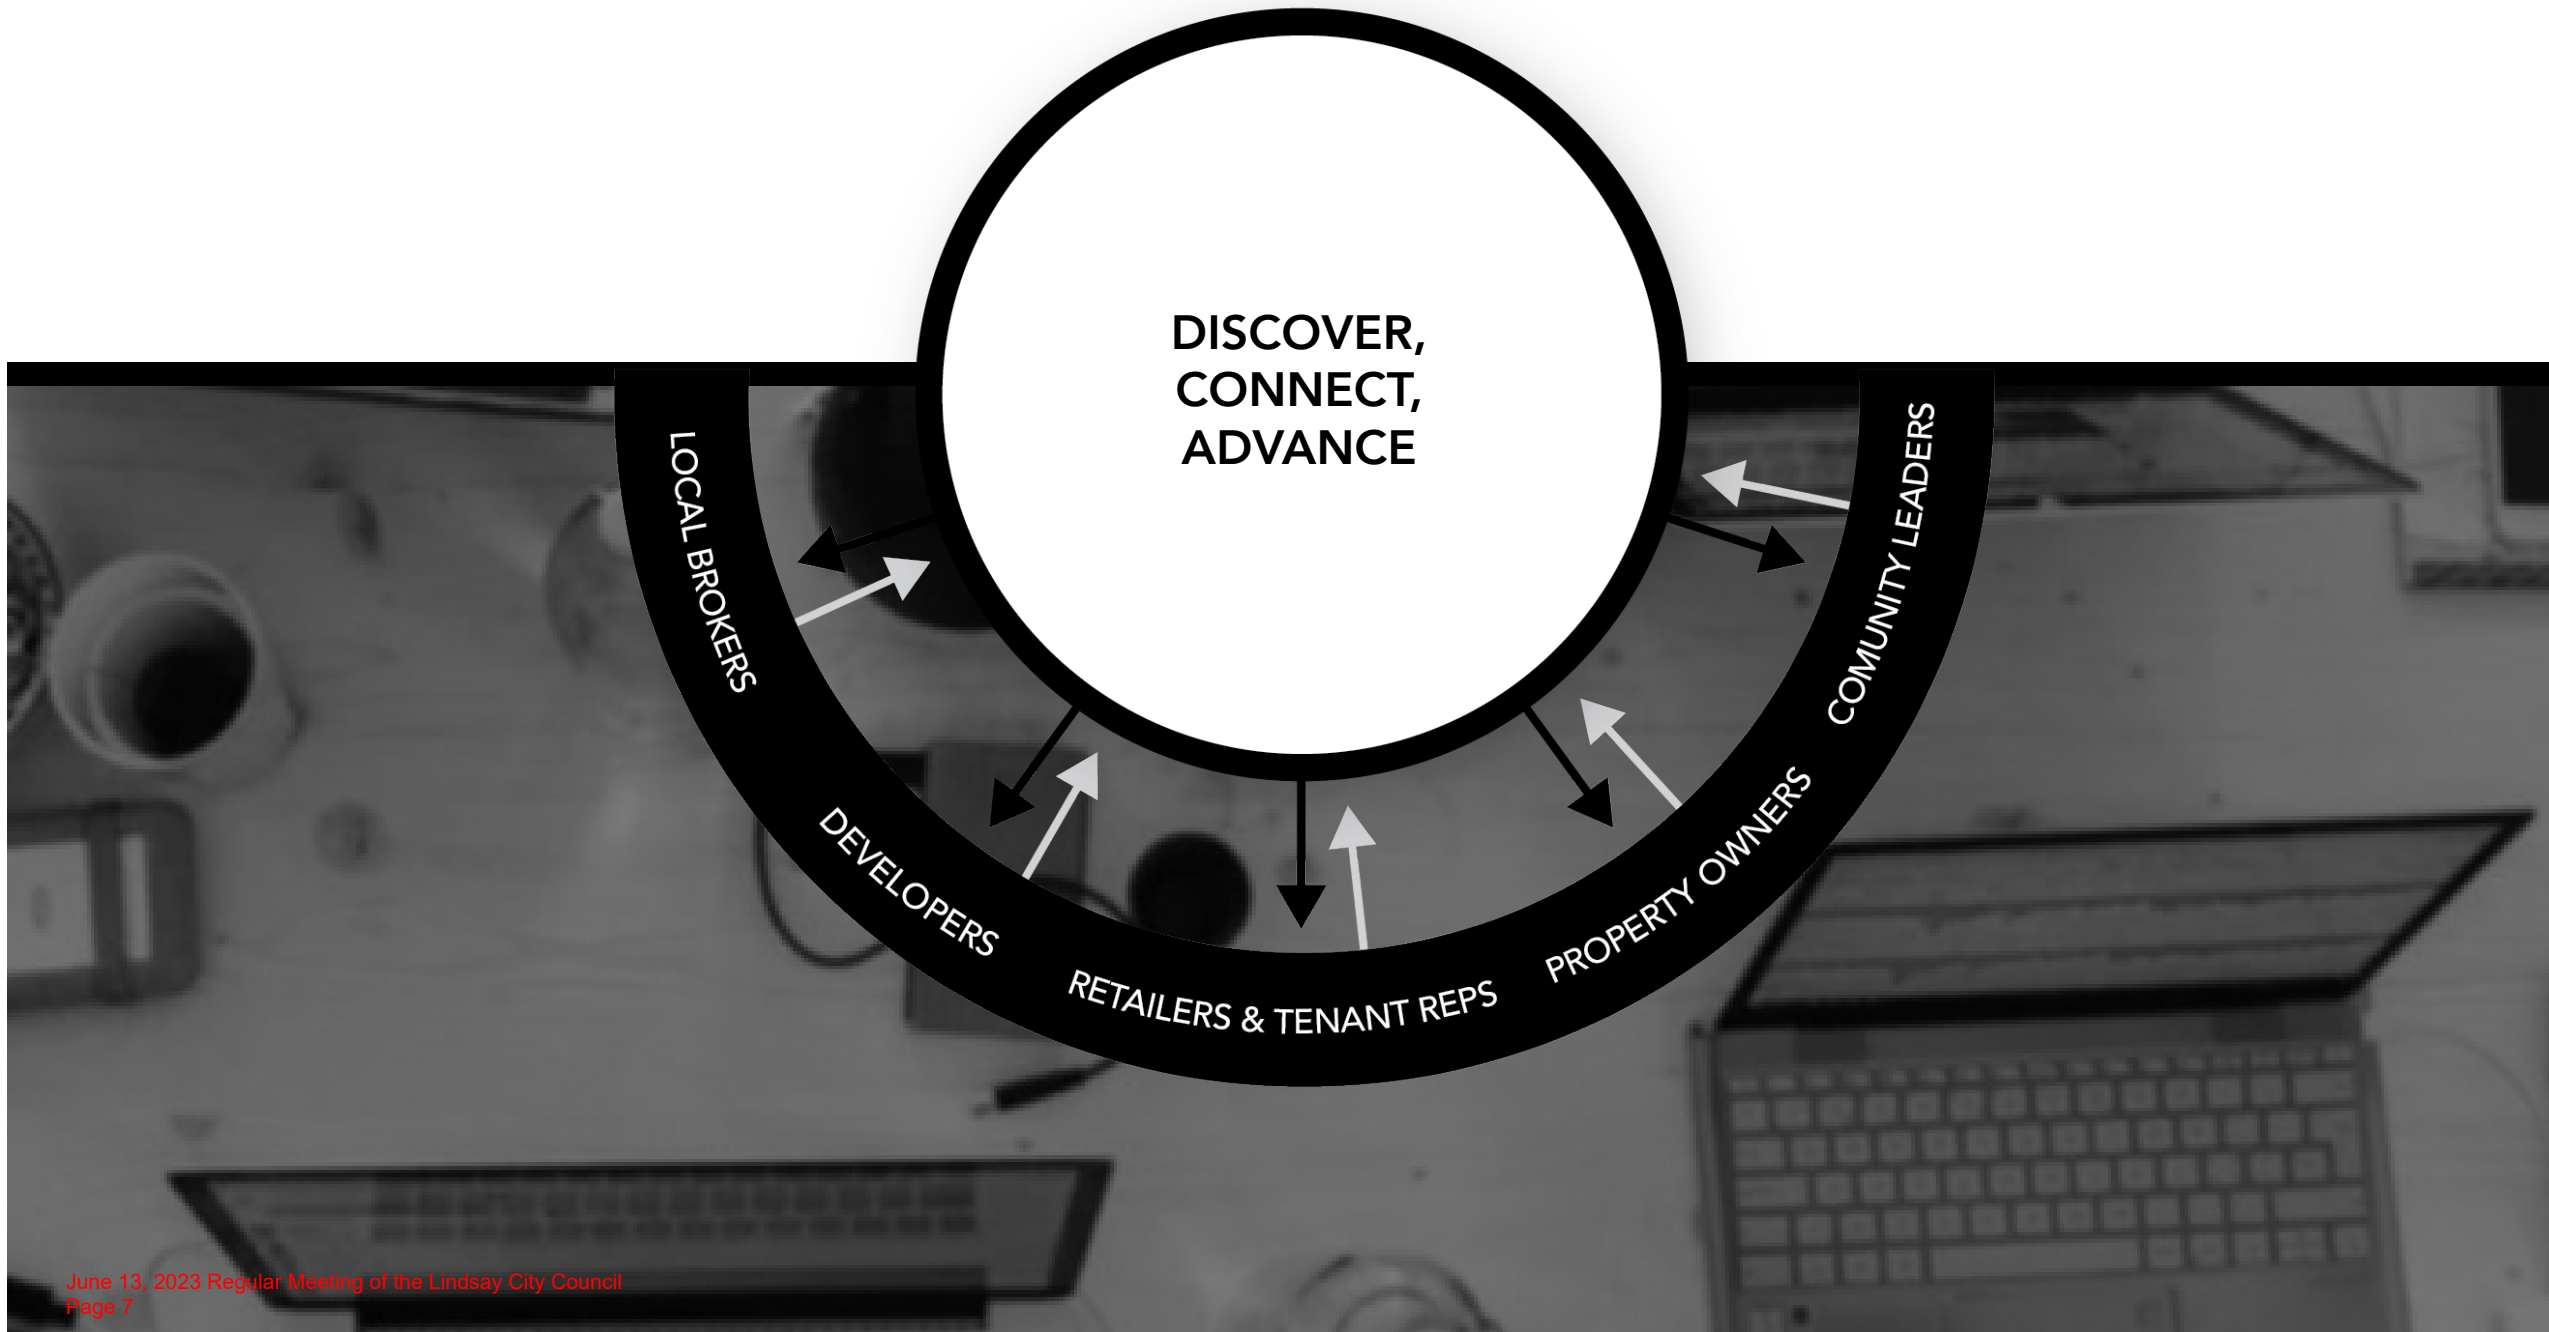 DISCOVER,
CONNECT,
ADVANCE
LOCAL BROKERS
DEVELOPERS
RETAILERS & TENANT REPS
PROPERTY OWNERS
COMUNITY LEADERS
June 13, 2023 Regular Meeting of the Lindsay City Council
Page 7